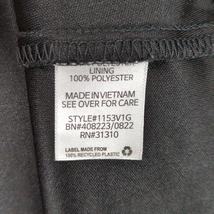 LINING
100% POLYESTER
MADE IN VIETNAM
SEE OVER FOR CARE
STYLE#1153V1G
BN#408223/0822
RN#31310
LABEL MADE FROM
100% RECYCLED PLASTIC